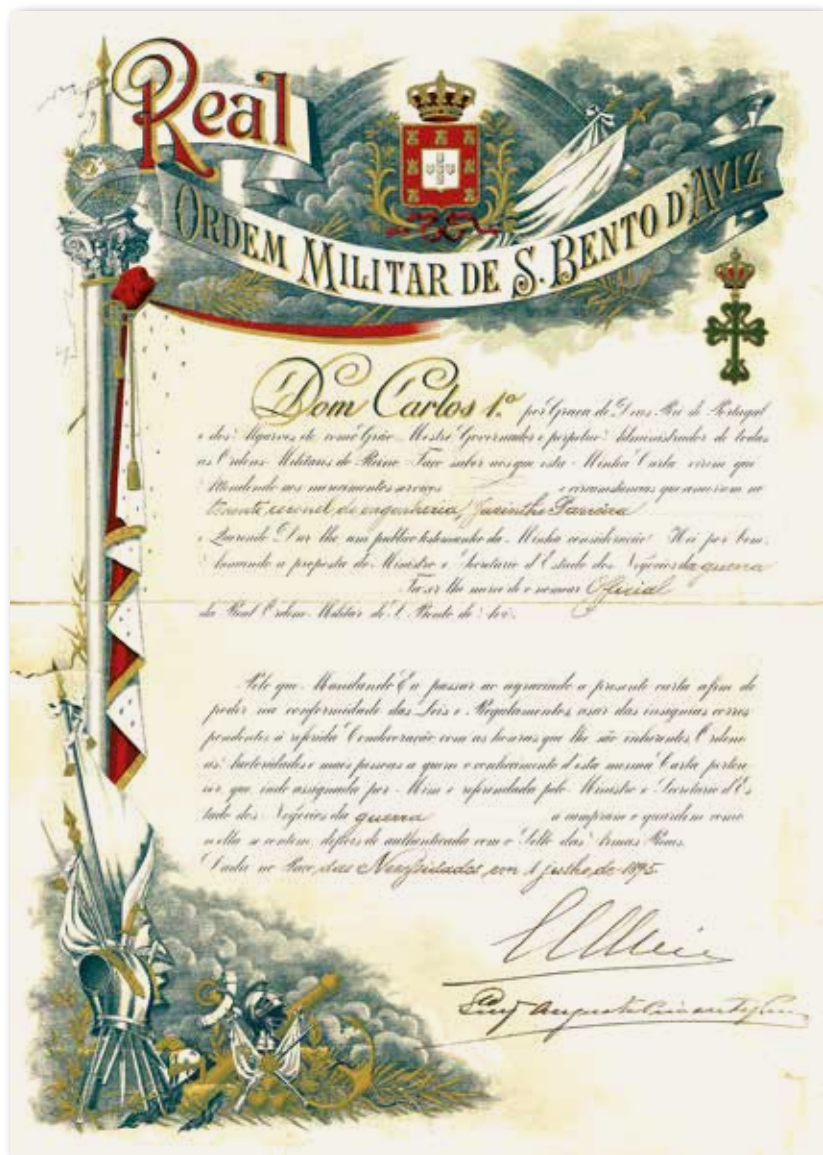 Real
ORDEM MILITAR DE S. BENTO D'AVIZ
Dom Carlos 1.º por Graça de Deus, Rei de Portugal
e dos Algarves etc como Grão-Mestre Governador e perpetuo Administrador de todas
as Ordens Militares do Reino. Faço saber aos que esta Minha Carta virem que
Attendendo aos merecimentos serviços e circumstancias que concorrem no
tenente coronel de engenheria, Jacintho Parreira
e Querendo Dar lhe um publico testemunho da Minha consideração Hei por bem,
tomando a proposta do Ministro e Secretario d'Estado dos Negocios da guerra
Fazer lhe mercê de o nomear Official
da Real Ordem Militar de S. Bento de Aviz.
Pelo que Mandando Eu passar ao agraciado a presente carta afim de
poder na conformidade das Leis e Regulamentos, usar das insignias corres
pondentes á referida Condecoração com as honras que lhe são inherentes, Ordeno
ás Auctoridades e mais pessoas a quem o conhecimento d'esta mesma Carta perten
cer que, indo assignada por Mim e referendada pelo Ministro e Secretario d'Es
tado dos Negocios da guerra a cumpram e guardem como
n'ella se contem, depois de authenticada com o Sello das Armas Reaes.
Dada no Paço, das Necessidades, em 1 julho, de 1895
Luiz Augusto Pimentel Pinto